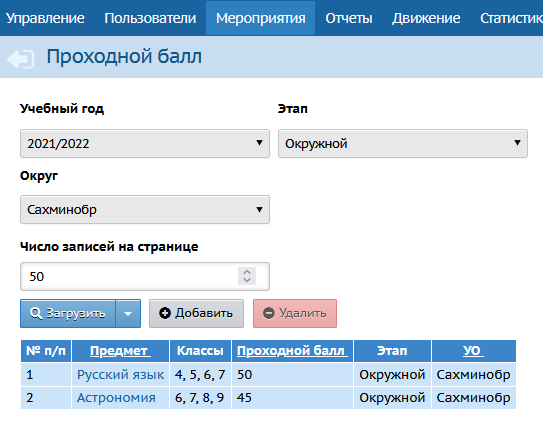 Управление Пользователи Мероприятия Отчеты Движение Статистик
Проходной балл
Учебный год Этап
2021/2022 Окружной
Округ
Сахминобр
Число записей на странице
50
Загрузить Добавить Удалить
№ п/п Предмет Классы Проходной балл Этап УО
1 Русский язык 4, 5, 6, 7 50 Окружной Сахминобр
2 Астрономия 6, 7, 8, 9 45 Окружной Сахминобр